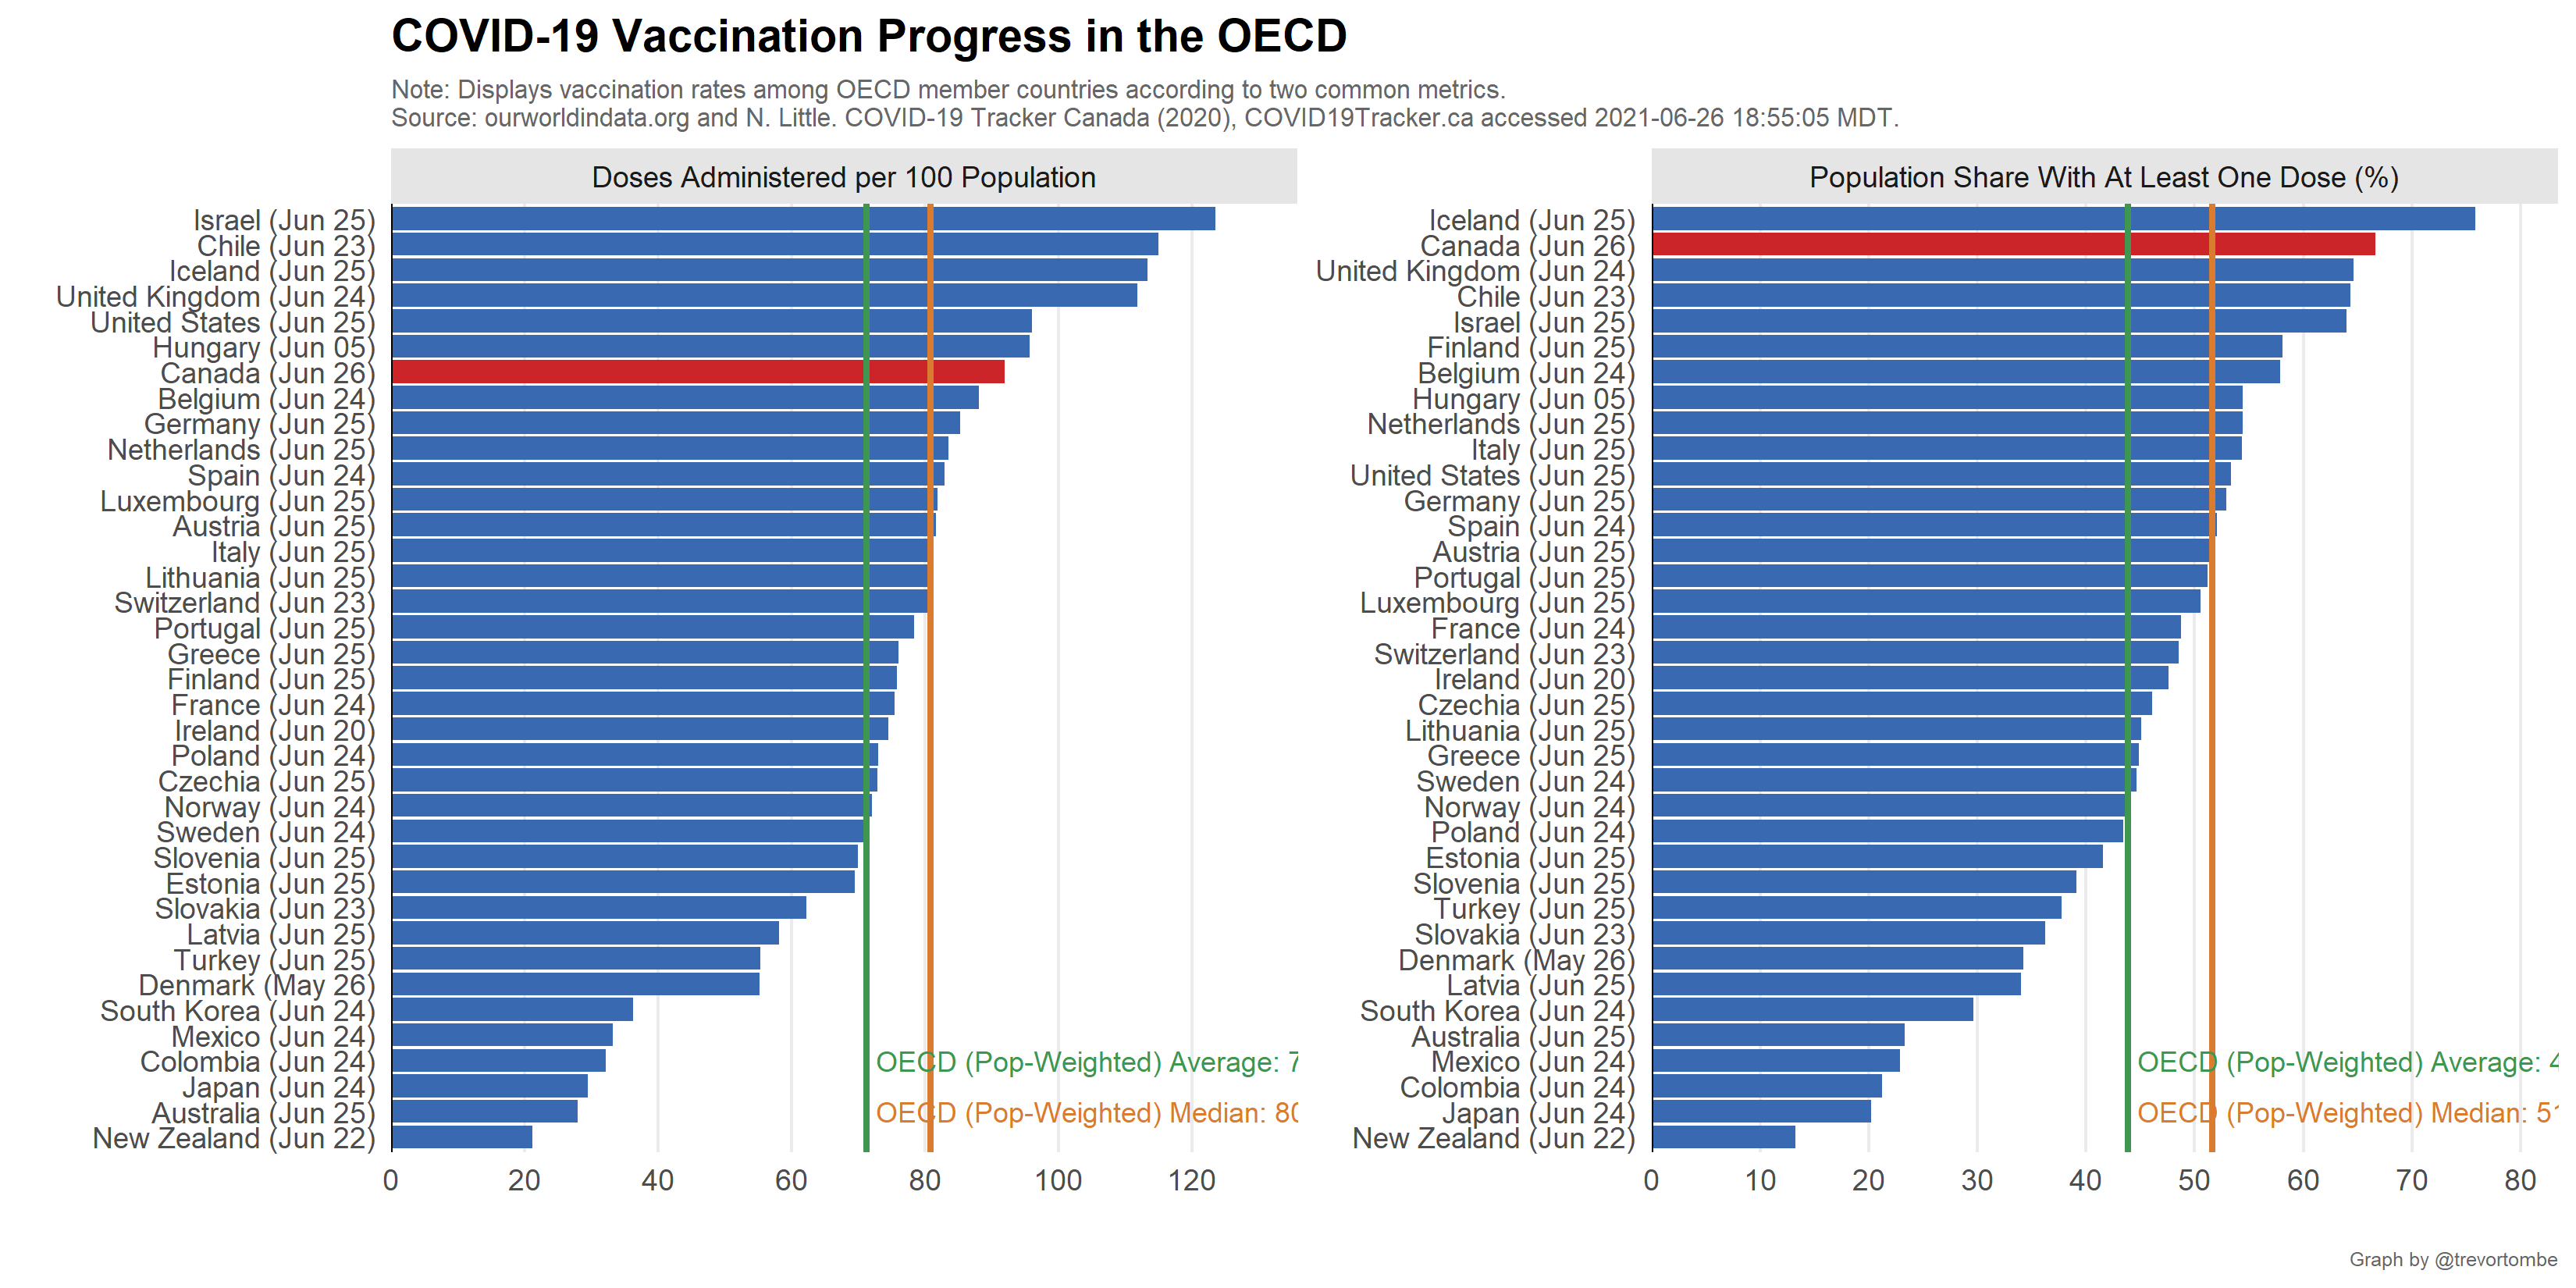 COVID-19 Vaccination Progress in the OECD
Note: Displays vaccination rates among OECD member countries according to two common metrics.
Source: ourworldindata.org and N. Little. COVID-19 Tracker Canada (2020), COVID19Tracker.ca accessed 2021-06-26 18:55:05 MDT.
Doses Administered per 100 Population
Israel (Jun 25)
Chile (Jun 23)
Iceland (Jun 25)
United Kingdom (Jun 24)
United States (Jun 25)
Hungary (Jun 05)
Canada (Jun 26)
Belgium (Jun 24)
Germany (Jun 25)
Netherlands (Jun 25)
Spain (Jun 24)
Luxembourg (Jun 25)
Austria (Jun 25)
Italy (Jun 25)
Lithuania (Jun 25)
Switzerland (Jun 23)
Portugal (Jun 25)
Greece (Jun 25)
Finland (Jun 25)
France (Jun 24)
Ireland (Jun 20)
Poland (Jun 24)
Czechia (Jun 25)
Norway (Jun 24)
Sweden (Jun 24)
Slovenia (Jun 25)
Estonia (Jun 25)
Slovakia (Jun 23)
Latvia (Jun 25)
Turkey (Jun 25)
Denmark (May 26)
South Korea (Jun 24)
Mexico (Jun 24)
Colombia (Jun 24)
Japan (Jun 24)
Australia (Jun 25)
New Zealand (Jun 22)
OECD (Pop-Weighted) Average: 7
OECD (Pop-Weighted) Median: 80
0 20 40 60 80 100 120
Population Share With At Least One Dose (%)
Iceland (Jun 25)
Canada (Jun 26)
United Kingdom (Jun 24)
Chile (Jun 23)
Israel (Jun 25)
Finland (Jun 25)
Belgium (Jun 24)
Hungary (Jun 05)
Netherlands (Jun 25)
Italy (Jun 25)
United States (Jun 25)
Germany (Jun 25)
Spain (Jun 24)
Austria (Jun 25)
Portugal (Jun 25)
Luxembourg (Jun 25)
France (Jun 24)
Switzerland (Jun 23)
Ireland (Jun 20)
Czechia (Jun 25)
Lithuania (Jun 25)
Greece (Jun 25)
Sweden (Jun 24)
Norway (Jun 24)
Poland (Jun 24)
Estonia (Jun 25)
Slovenia (Jun 25)
Turkey (Jun 25)
Slovakia (Jun 23)
Denmark (May 26)
Latvia (Jun 25)
South Korea (Jun 24)
Australia (Jun 25)
Mexico (Jun 24)
Colombia (Jun 24)
Japan (Jun 24)
New Zealand (Jun 22)
OECD (Pop-Weighted) Average: 4
OECD (Pop-Weighted) Median: 51
0 10 20 30 40 50 60 70 80
Graph by @trevortombe